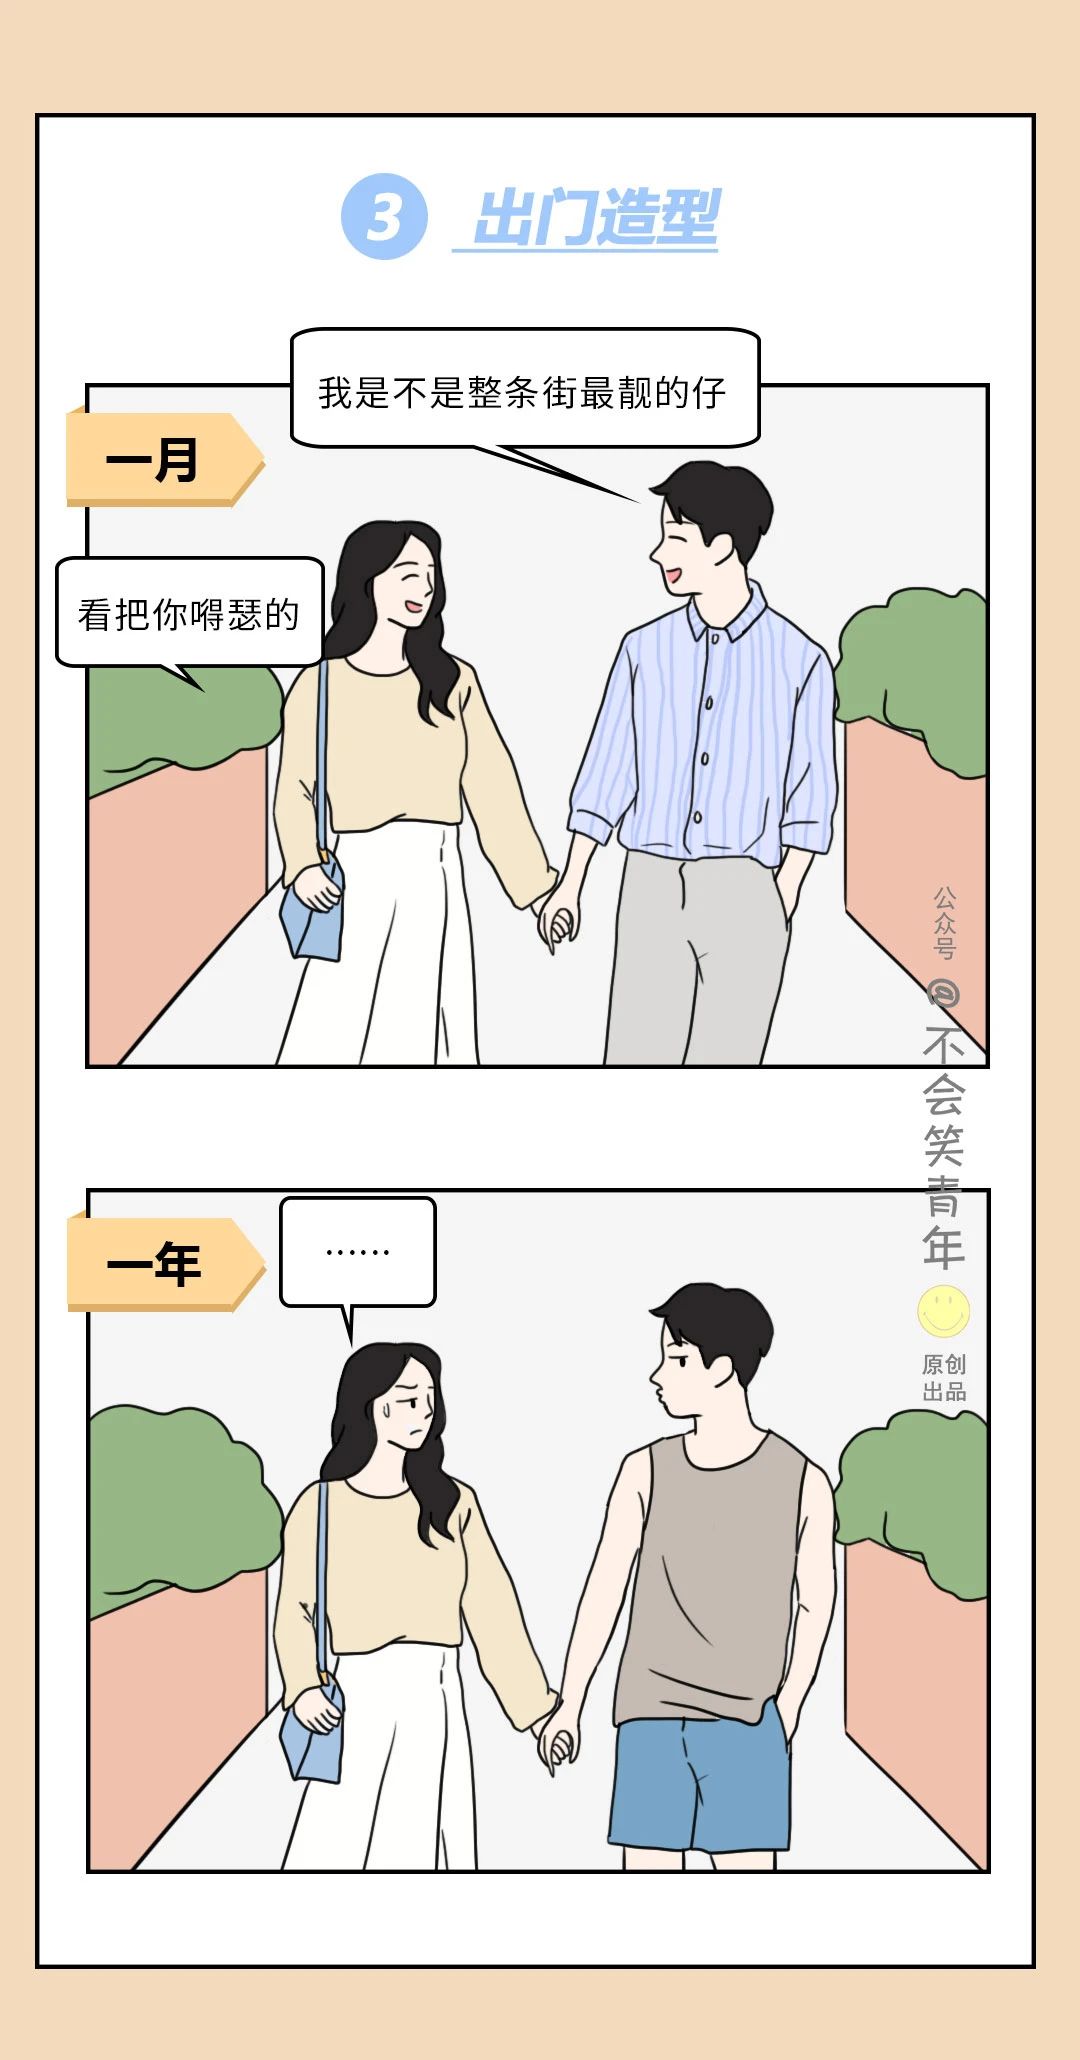 3 出门造型
我是不是整条街最靓的仔
一月
看把你嘚瑟的
公众号
@不会笑青年
原创
出品
一年
……